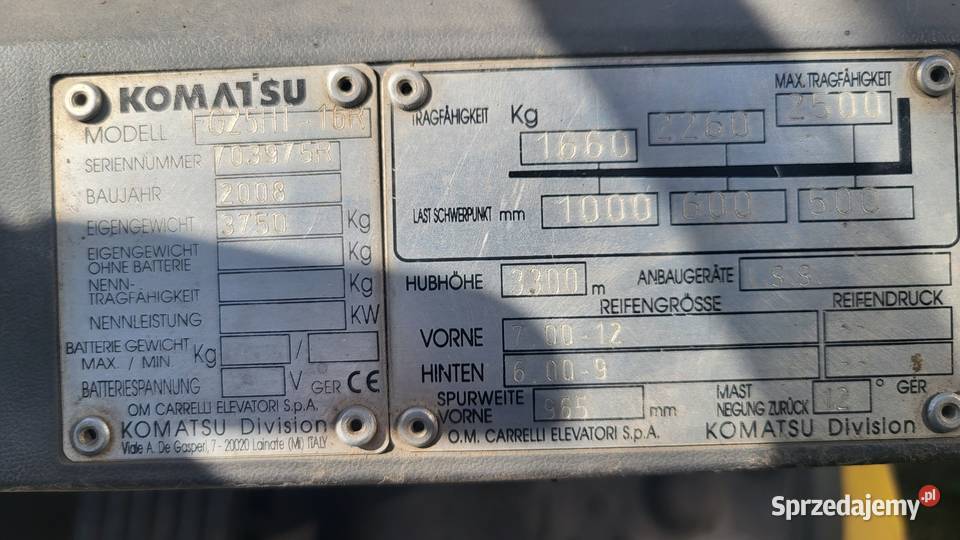 KOMATSU
MODELL FG25HT-16R
SERIENNUMMER 703975R
BAUJAHR 2008
EIGENGEWICHT 3750 Kg
EIGENGEWICHT OHNE BATTERIE Kg
NENN-TRAGFÄHIGKEIT Kg
NENNLEISTUNG KW
BATTERIE GEWICHT MAX. / MIN. Kg /
BATTERIESPANNUNG V GER CE
OM CARRELLI ELEVATORI S.p.A.
KOMATSU Division
Viale A. De Gasperi, 7 - 20020 Lainate (MI) ITALY
MAX. TRAGFÄHIGKEIT
TRAGFÄHIGKEIT Kg 1660 2260 2500
LAST SCHWERPUNKT mm 1000 600 500
HUBHÖHE 3300 m ANBAUGERÄTE S.S.
REIFENGRÖSSE REIFENDRUCK
VORNE 7.00-12
HINTEN 6.00-9
SPURWEITE VORNE 965 mm MAST NEGUNG ZURÜCK 12 ° GER
O.M. CARRELLI ELEVATORI S.p.A. KOMATSU Division
Sprzedajemy.pl